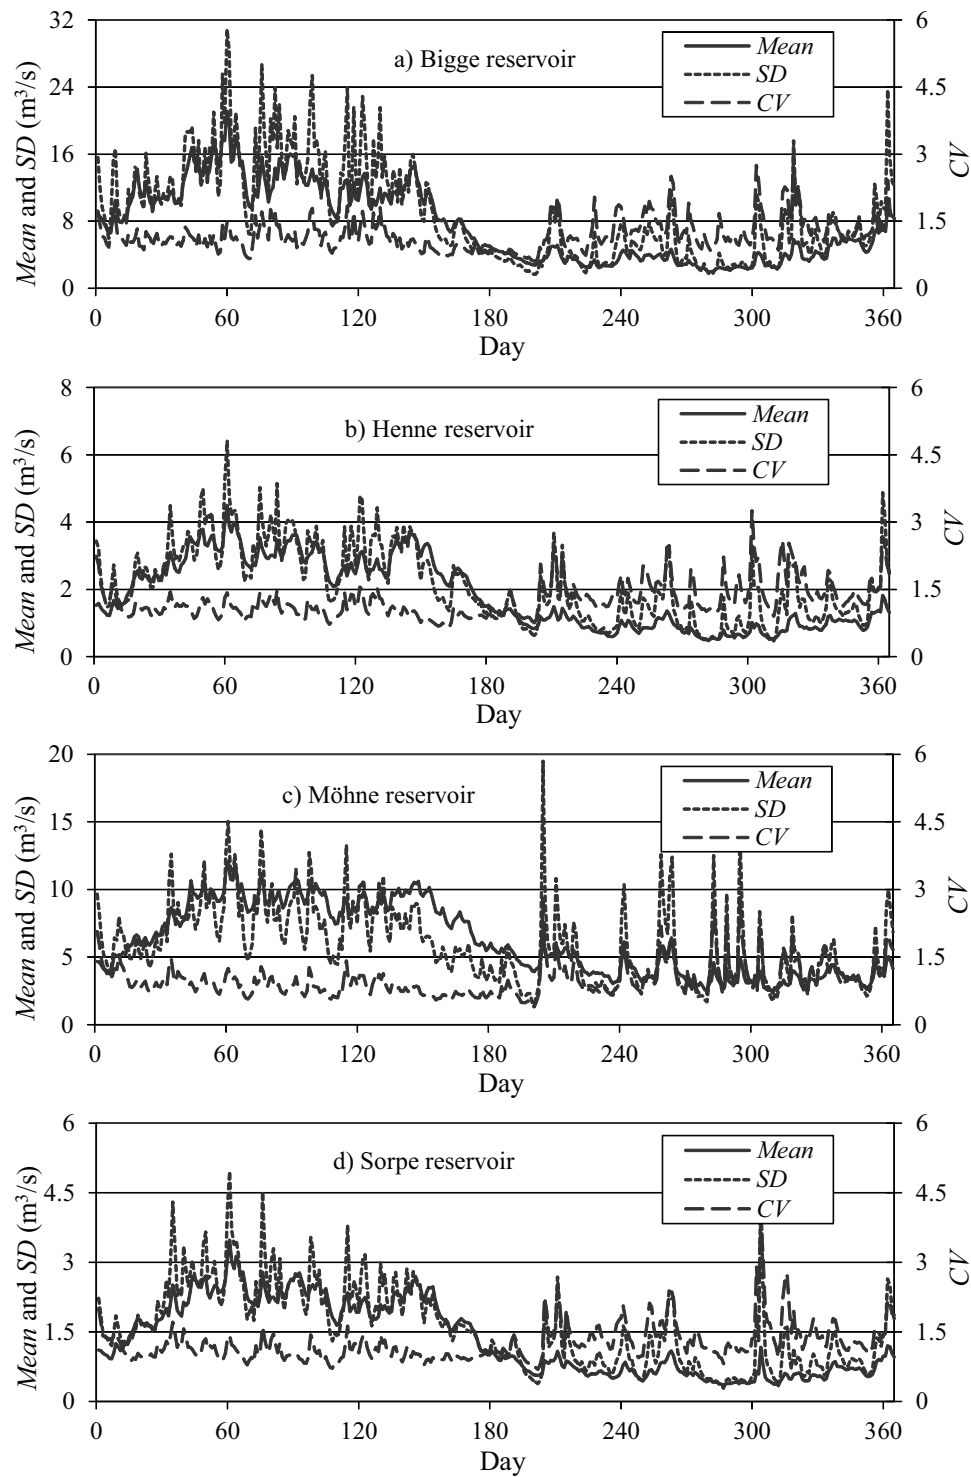 a) Bigge reservoir
Mean
SD
CV
Mean and SD (m³/s)
32
24
16
8
0
6
4.5
3
1.5
0
CV
0 60 120 180 240 300 360
Day
b) Henne reservoir
Mean
SD
CV
Mean and SD (m³/s)
8
6
4
2
0
6
4.5
3
1.5
0
CV
0 60 120 180 240 300 360
Day
c) Möhne reservoir
Mean
SD
CV
Mean and SD (m³/s)
20
15
10
5
0
6
4.5
3
1.5
0
CV
0 60 120 180 240 300 360
Day
d) Sorpe reservoir
Mean
SD
CV
Mean and SD (m³/s)
6
4.5
3
1.5
0
6
4.5
3
1.5
0
CV
0 60 120 180 240 300 360
Day